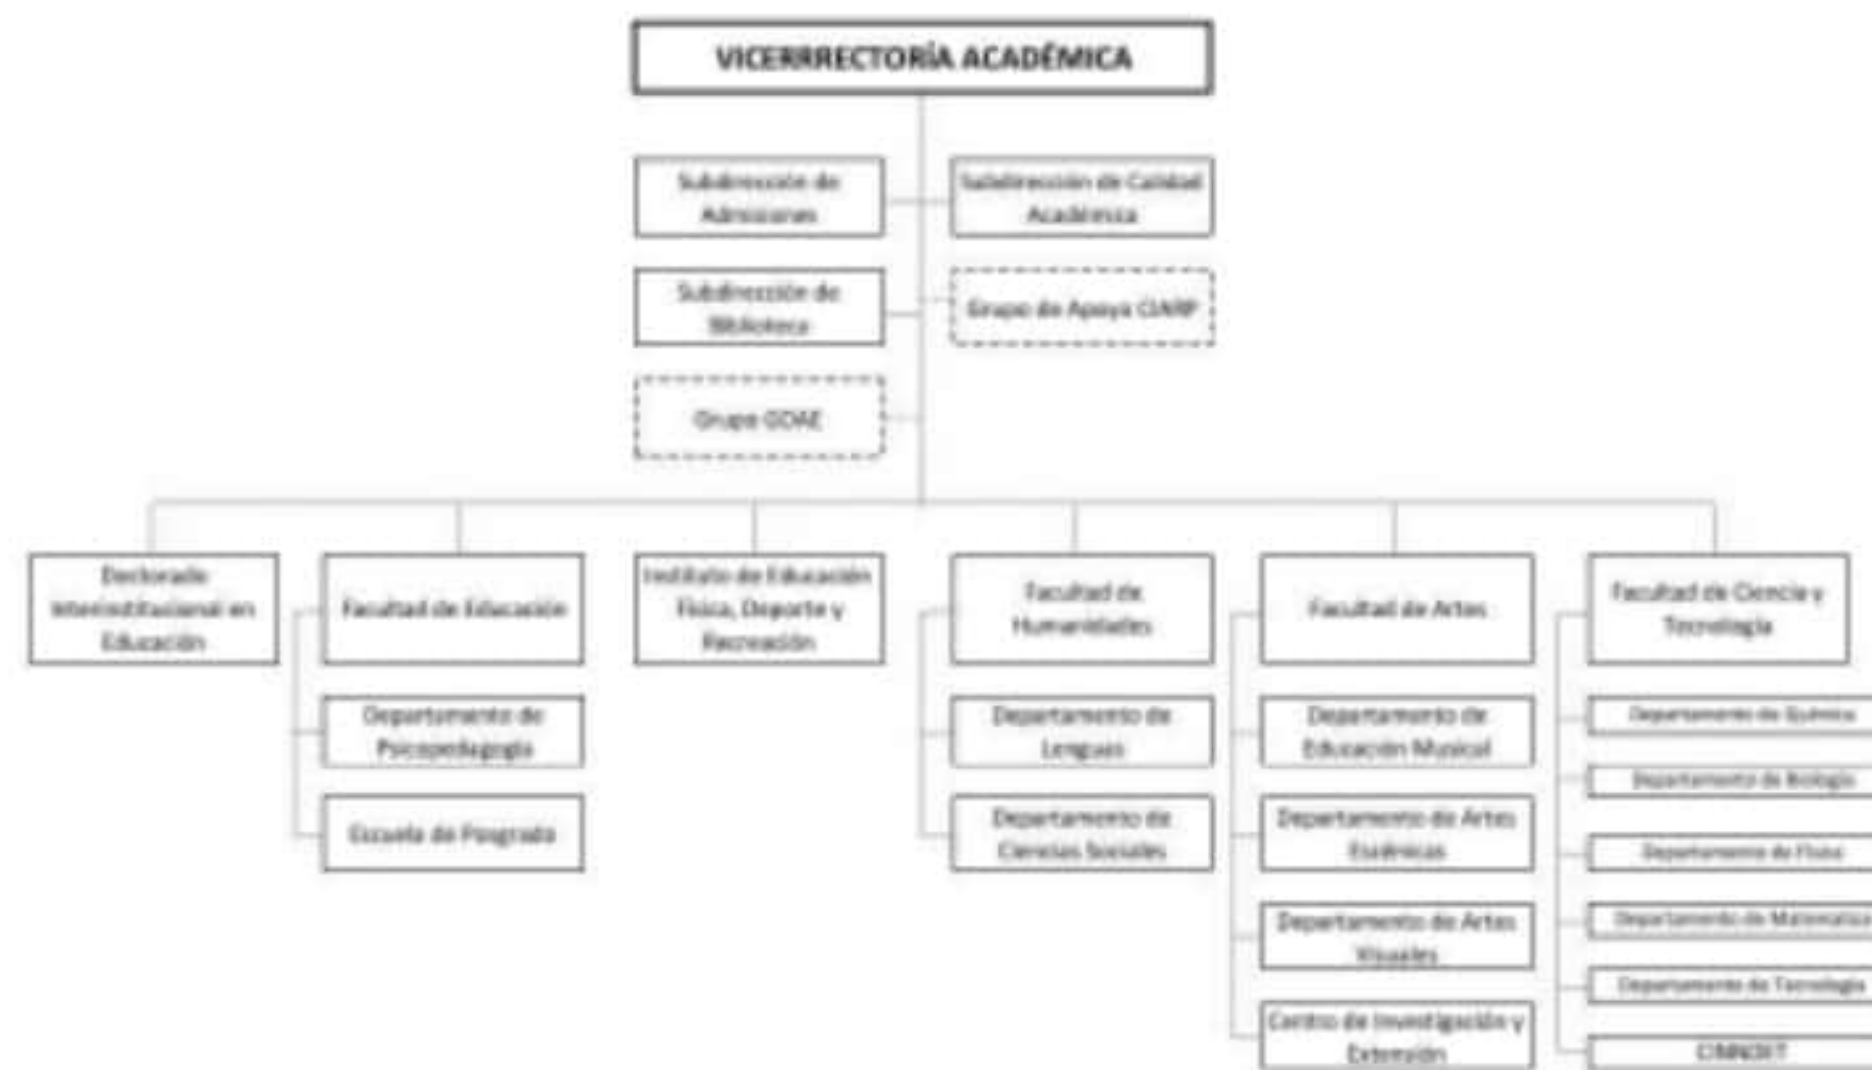 VICERRRECTORÍA ACADÉMICA
Subdirección de
Admisiones
Subdirección de Calidad
Académica
Subdirección de
Biblioteca
Grupo de Apoyo CIARP
Grupo GOAE
Doctorado
Interinstitucional en
Educación
Facultad de Educación
Instituto de Educación
Física, Deporte y
Recreación
Facultad de
Humanidades
Facultad de Artes
Facultad de Ciencia y
Tecnología
Departamento de
Psicopedagogía
Escuela de Posgrado
Departamento de
Lenguas
Departamento de
Ciencias Sociales
Departamento de
Educación Musical
Departamento de Artes
Escénicas
Departamento de Artes
Visuales
Centro de Investigación y
Extensión
Departamento de Química
Departamento de Biología
Departamento de Física
Departamento de
Departamento de Tecnología